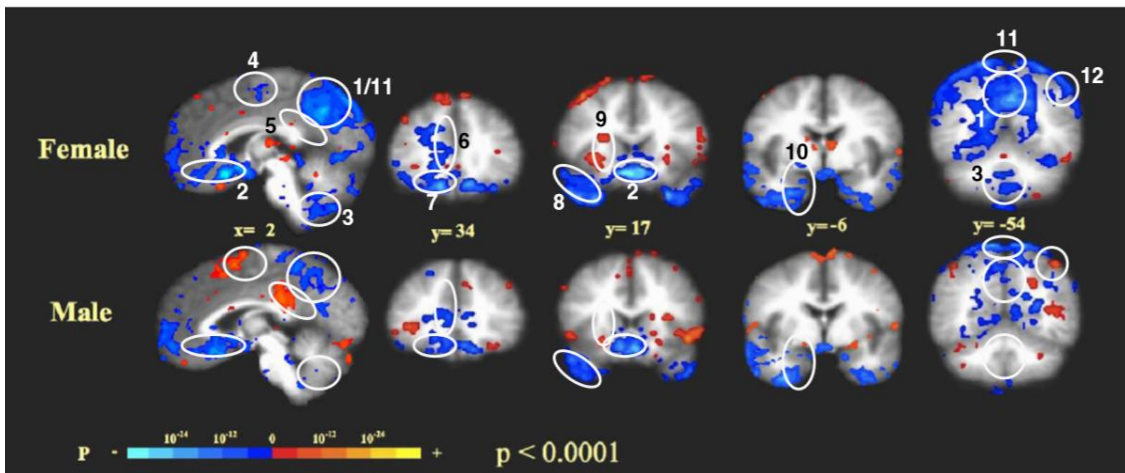 4
1/11
11
12
Female
5
6
9
10
1
3
2
7
8
2
3
x= 2
y= 34
y= 17
y= -6
y= -54
Male
10⁻²⁴ 10⁻¹² 0 10⁻¹² 10⁻²⁴
P - + p < 0.0001